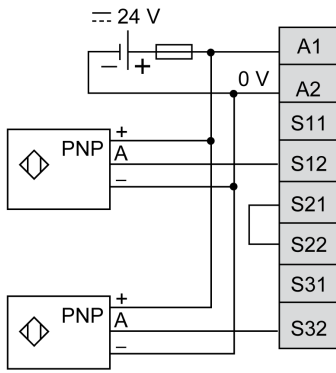 ⎓ 24 V
– +
A1
0 V
A2
S11
+
PNP A
S12
–
S21
S22
S31
+
PNP A
S32
–